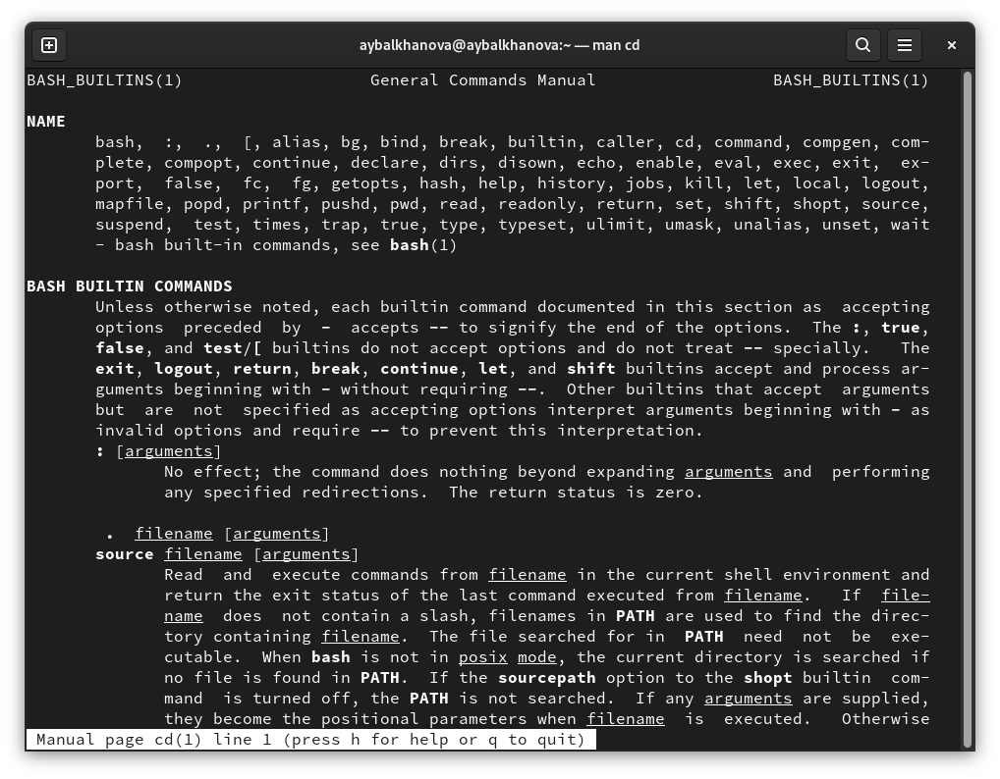 aybalkhanova@aybalkhanova:~ — man cd
BASH_BUILTINS(1) General Commands Manual BASH_BUILTINS(1)
NAME
bash, :, ., [, alias, bg, bind, break, builtin, caller, cd, command, compgen, com-
plete, compopt, continue, declare, dirs, disown, echo, enable, eval, exec, exit, ex-
port, false, fc, fg, getopts, hash, help, history, jobs, kill, let, local, logout,
mapfile, popd, printf, pushd, pwd, read, readonly, return, set, shift, shopt, source,
suspend, test, times, trap, true, type, typeset, ulimit, umask, unalias, unset, wait
- bash built-in commands, see bash(1)
BASH BUILTIN COMMANDS
Unless otherwise noted, each builtin command documented in this section as accepting
options preceded by - accepts -- to signify the end of the options. The :, true,
false, and test/[ builtins do not accept options and do not treat -- specially. The
exit, logout, return, break, continue, let, and shift builtins accept and process ar-
guments beginning with - without requiring --. Other builtins that accept arguments
but are not specified as accepting options interpret arguments beginning with - as
invalid options and require -- to prevent this interpretation.
: [arguments]
No effect; the command does nothing beyond expanding arguments and performing
any specified redirections. The return status is zero.
. filename [arguments]
source filename [arguments]
Read and execute commands from filename in the current shell environment and
return the exit status of the last command executed from filename. If file-
name does not contain a slash, filenames in PATH are used to find the direc-
tory containing filename. The file searched for in PATH need not be exe-
cutable. When bash is not in posix mode, the current directory is searched if
no file is found in PATH. If the sourcepath option to the shopt builtin com-
mand is turned off, the PATH is not searched. If any arguments are supplied,
they become the positional parameters when filename is executed. Otherwise
Manual page cd(1) line 1 (press h for help or q to quit)